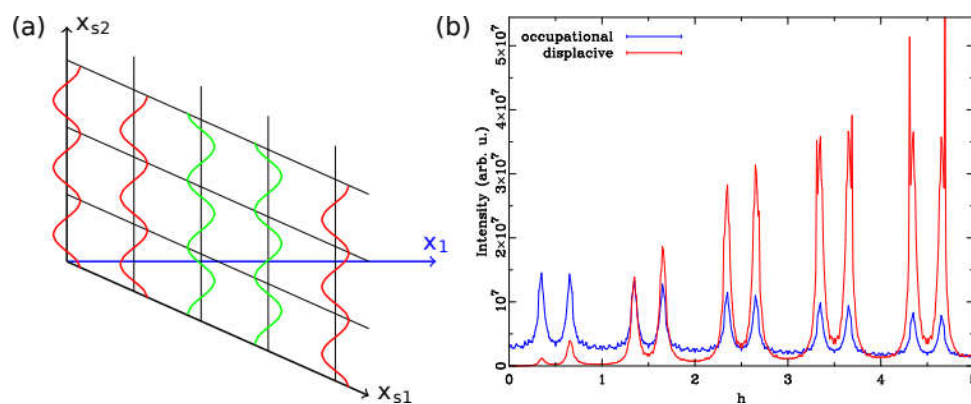 (a)
x_s2
x_1
x_s1
(b)
occupational
displacive
Intensity (arb. u.)
5×10^7
4×10^7
3×10^7
2×10^7
10^7
0
0 1 2 3 4
h